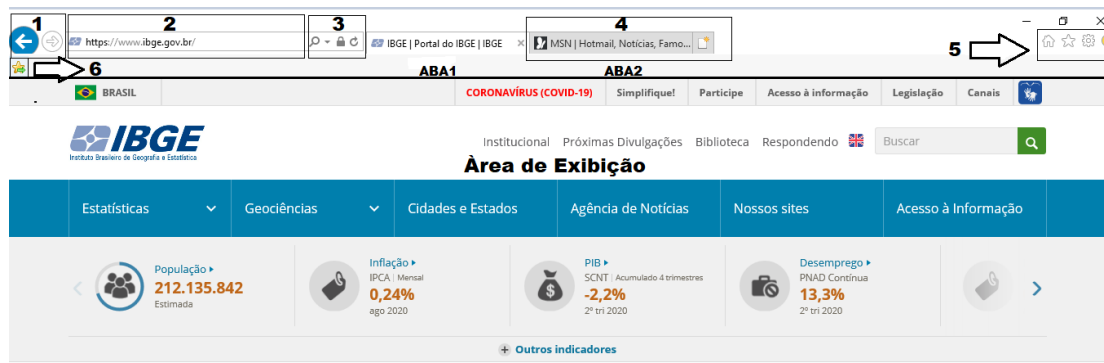 1 2 3 4 5
https://www.ibge.gov.br/ IBGE | Portal do IBGE | IBGE MSN | Hotmail, Notícias, Famo...
6 ABA1 ABA2
BRASIL CORONAVÍRUS (COVID-19) Simplifique! Participe Acesso à informação Legislação Canais
IBGE
Instituto Brasileiro de Geografia e Estatística
Institucional Próximas Divulgações Biblioteca Respondendo Buscar
Àrea de Exibição
Estatísticas Geociências Cidades e Estados Agência de Notícias Nossos sites Acesso à Informação
População
212.135.842
Estimada
Inflação
IPCA | Mensal
0,24%
ago 2020
PIB
SCNT | Acumulado 4 trimestres
-2,2%
2º tri 2020
Desemprego
PNAD Contínua
13,3%
2º tri 2020
+ Outros indicadores